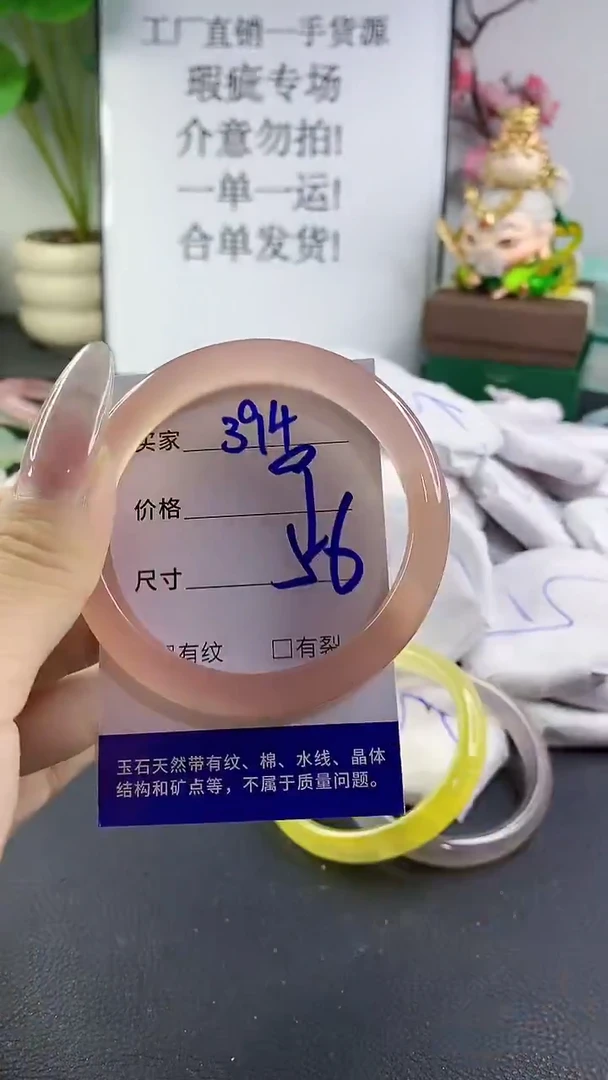 工厂直销一手货源
瑕疵专场
介意勿拍!
一单一运!
合单发货!
买家 394
价格
尺寸 56
有纹 □有裂
玉石天然带有纹、棉、水线、晶体
结构和矿点等，不属于质量问题。